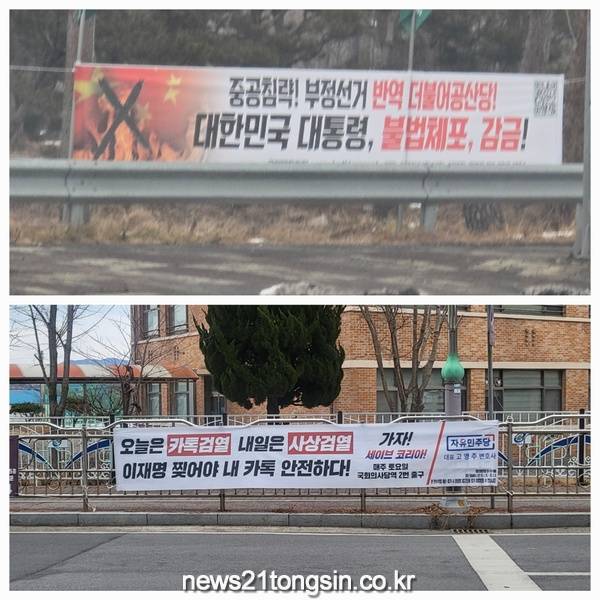 중공침략! 부정선거 반역 더불어공산당!
대한민국 대통령, 불법체포, 감금!
오늘은 카톡검열 내일은 사상검열
이재명 찢어야 내 카톡 안전하다!
가자!
세이브 코리아!
매주 토요일
국회의사당역 2번 출구
자유민주당
대표 고영주 변호사
news21tongsin.co.kr